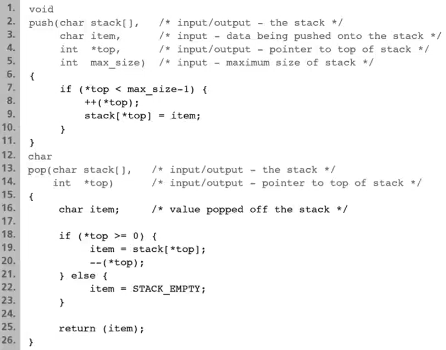 1. void
2. push(char stack[], /* input/output - the stack */
3. char item, /* input - data being pushed onto the stack */
4. int *top, /* input/output - pointer to top of stack */
5. int max_size) /* input - maximum size of stack */
6. {
7. if (*top < max_size-1) {
8. ++(*top);
9. stack[*top] = item;
10. }
11. }
12. char
13. pop(char stack[], /* input/output - the stack */
14. int *top) /* input/output - pointer to top of stack */
15. {
16. char item; /* value popped off the stack */
17.
18. if (*top >= 0) {
19. item = stack[*top];
20. --(*top);
21. } else {
22. item = STACK_EMPTY;
23. }
24.
25. return (item);
26. }